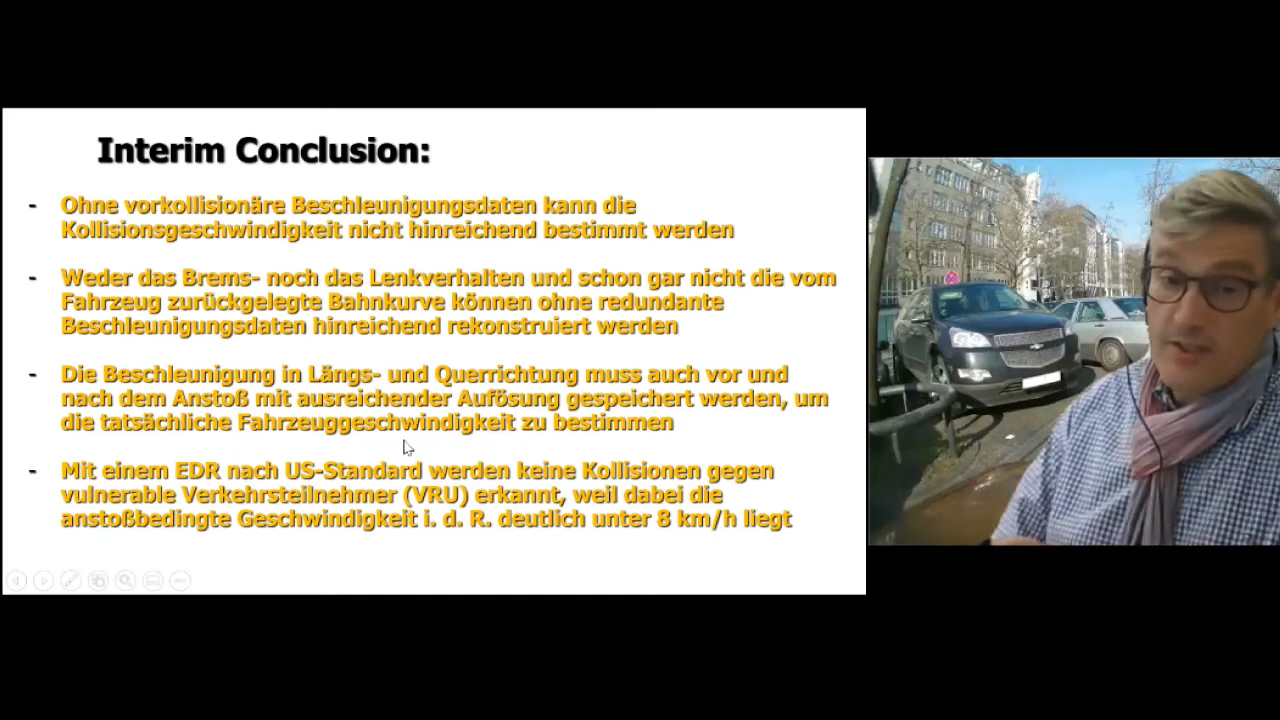 Interim Conclusion:
- Ohne vorkollisionäre Beschleunigungsdaten kann die
Kollisionsgeschwindigkeit nicht hinreichend bestimmt werden
- Weder das Brems- noch das Lenkverhalten und schon gar nicht die vom
Fahrzeug zurückgelegte Bahnkurve können ohne redundante
Beschleunigungsdaten hinreichend rekonstruiert werden
- Die Beschleunigung in Längs- und Querrichtung muss auch vor und
nach dem Anstoß mit ausreichender Aufösung gespeichert werden, um
die tatsächliche Fahrzeuggeschwindigkeit zu bestimmen
- Mit einem EDR nach US-Standard werden keine Kollisionen gegen
vulnerable Verkehrsteilnehmer (VRU) erkannt, weil dabei die
anstoßbedingte Geschwindigkeit i. d. R. deutlich unter 8 km/h liegt